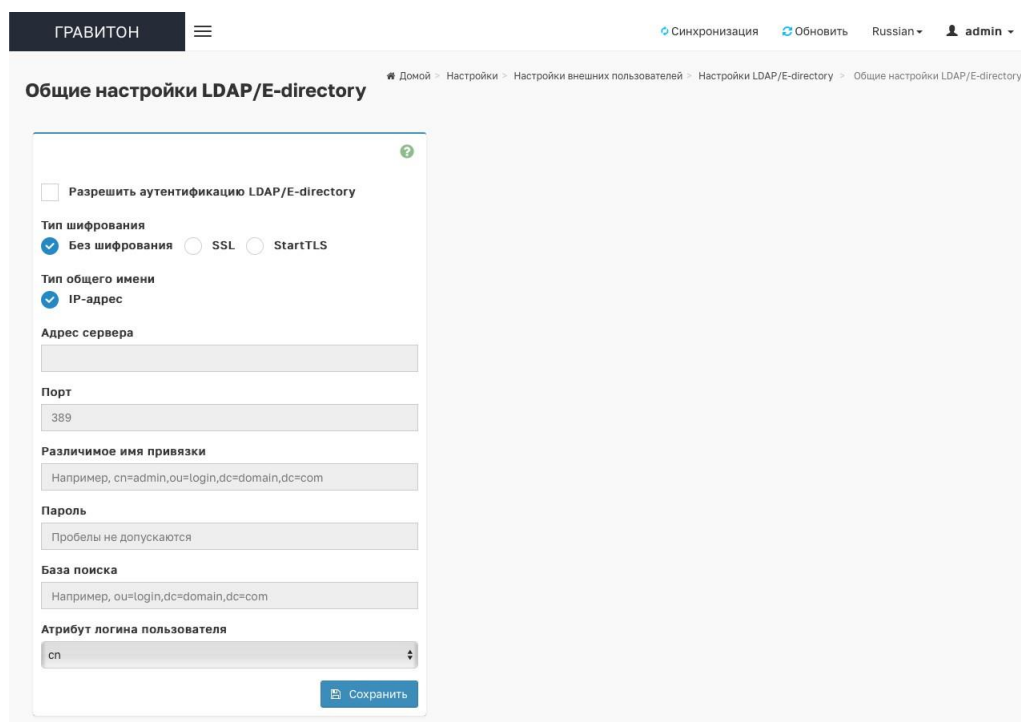 ГРАВИТОН
Синхронизация Обновить Russian admin
Домой > Настройки > Настройки внешних пользователей > Настройки LDAP/E-directory > Общие настройки LDAP/E-directory
Общие настройки LDAP/E-directory
Разрешить аутентификацию LDAP/E-directory
Тип шифрования
Без шифрования SSL StartTLS
Тип общего имени
IP-адрес
Адрес сервера
Порт
389
Различимое имя привязки
Например, cn=admin,ou=login,dc=domain,dc=com
Пароль
Пробелы не допускаются
База поиска
Например, ou=login,dc=domain,dc=com
Атрибут логина пользователя
cn
Сохранить